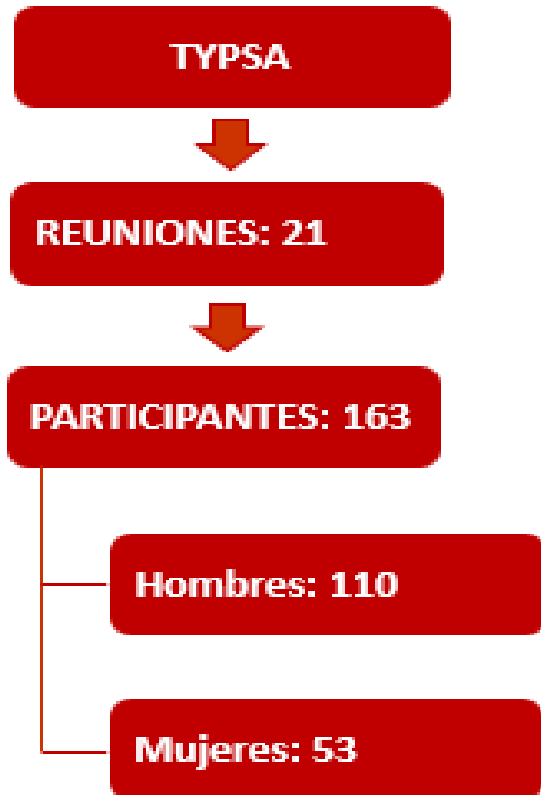 TYPSA
REUNIONES: 21
PARTICIPANTES: 163
Hombres: 110
Mujeres: 53